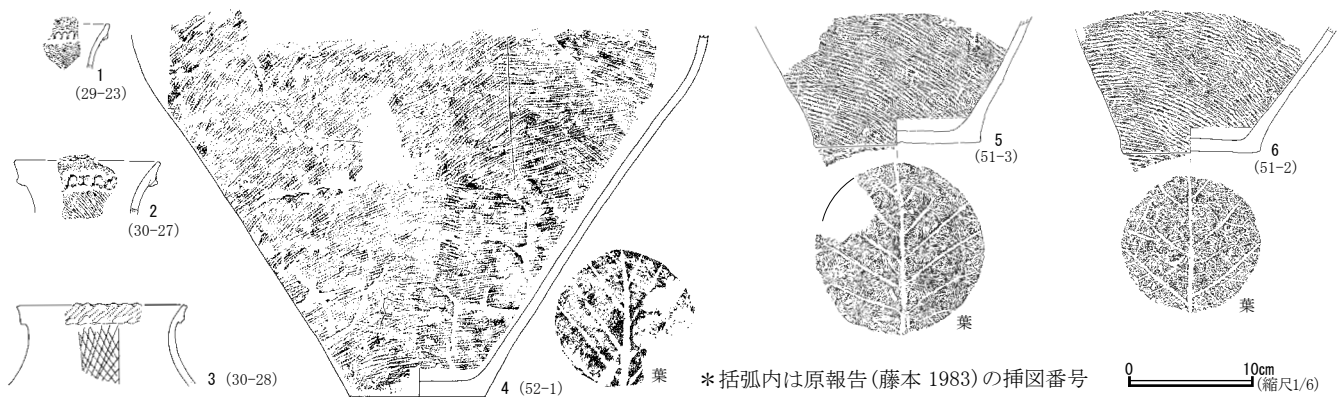 1
(29-23)
2
(30-27)
3 (30-28)
4 (52-1)
葉
5
(51-3)
葉
6
(51-2)
葉
＊括弧内は原報告(藤本 1983)の挿図番号
0 10cm
(縮尺1/6)